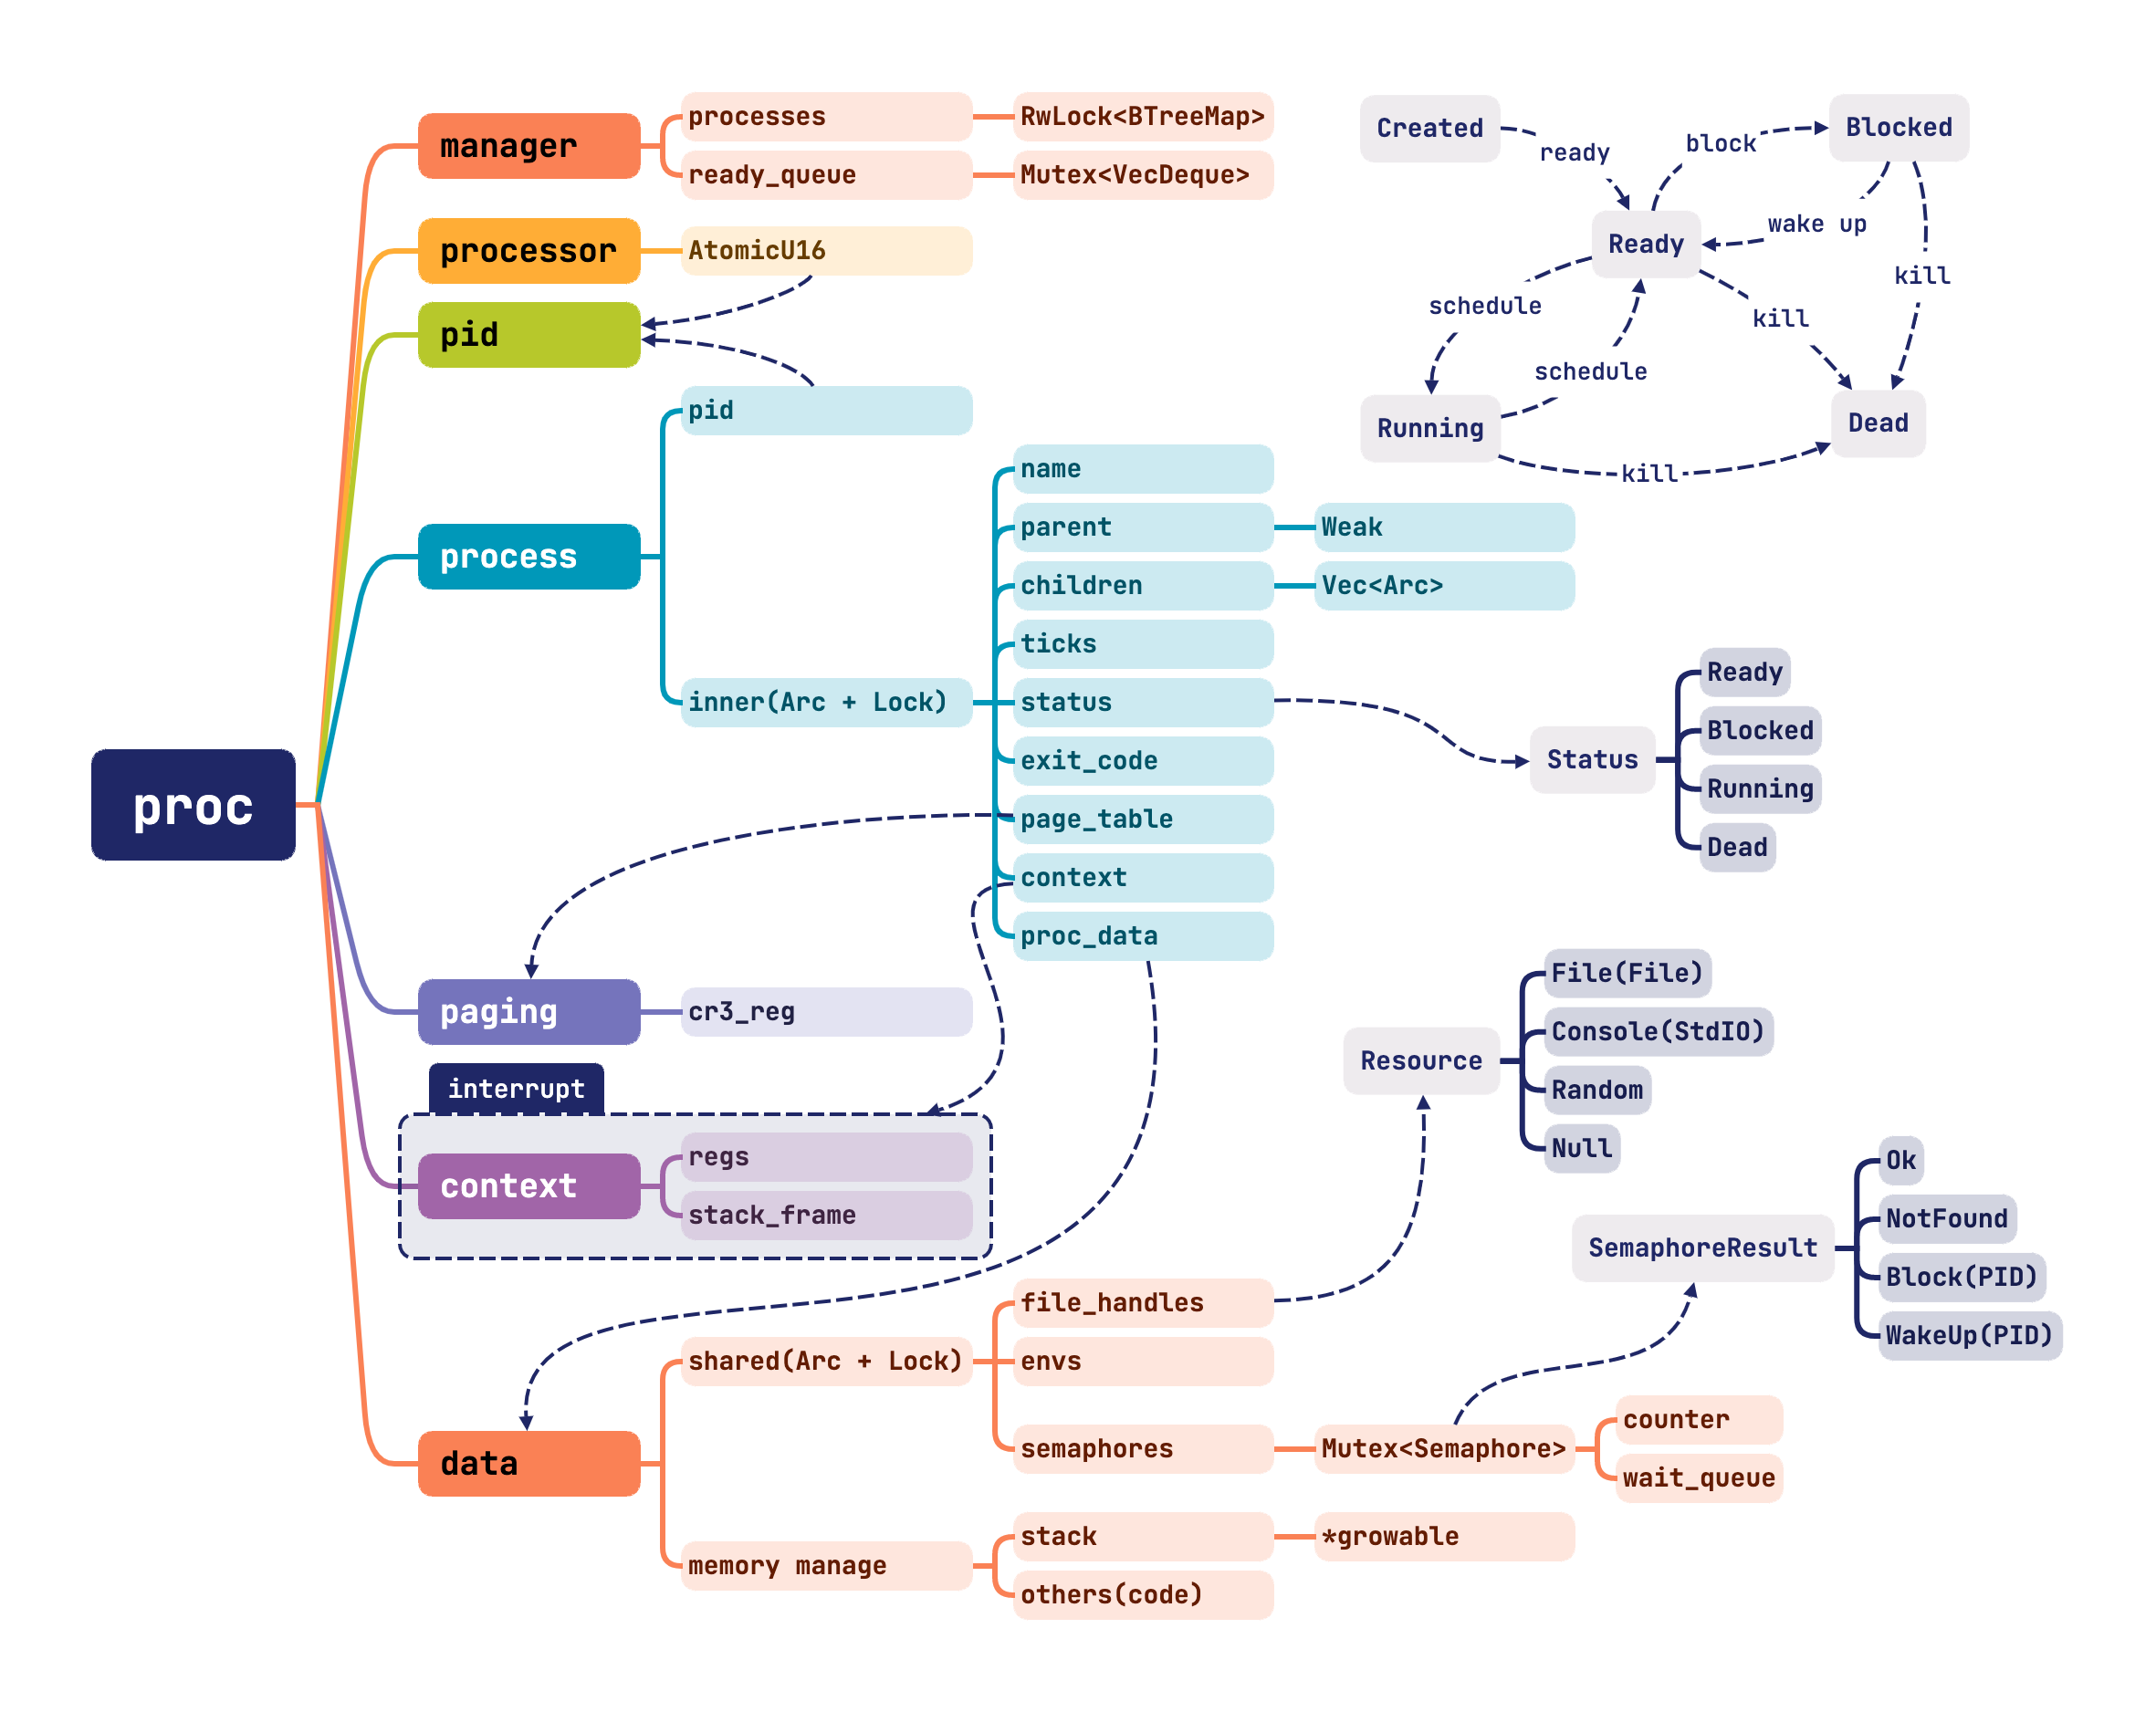 proc
manager
processes
RwLock<BTreeMap>
ready_queue
Mutex<VecDeque>
processor
AtomicU16
pid
process
pid
inner(Arc + Lock)
name
parent
Weak
children
Vec<Arc>
ticks
status
exit_code
page_table
context
proc_data
paging
cr3_reg
interrupt
context
regs
stack_frame
data
shared(Arc + Lock)
file_handles
envs
semaphores
Mutex<Semaphore>
counter
wait_queue
memory manage
stack
*growable
others(code)
Created
ready
block
Blocked
wake up
Ready
kill
schedule
kill
schedule
Running
Dead
kill
Status
Ready
Blocked
Running
Dead
Resource
File(File)
Console(StdIO)
Random
Null
SemaphoreResult
Ok
NotFound
Block(PID)
WakeUp(PID)